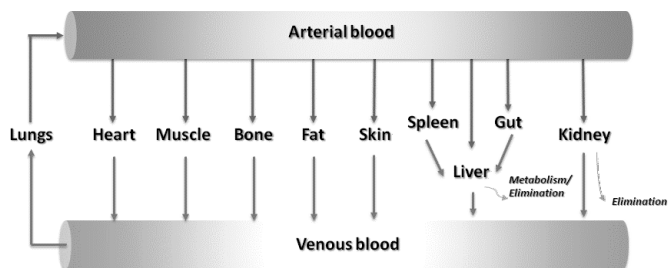 Arterial blood
Lungs
Heart
Muscle
Bone
Fat
Skin
Spleen
Gut
Kidney
Liver
Metabolism/
Elimination
Elimination
Venous blood